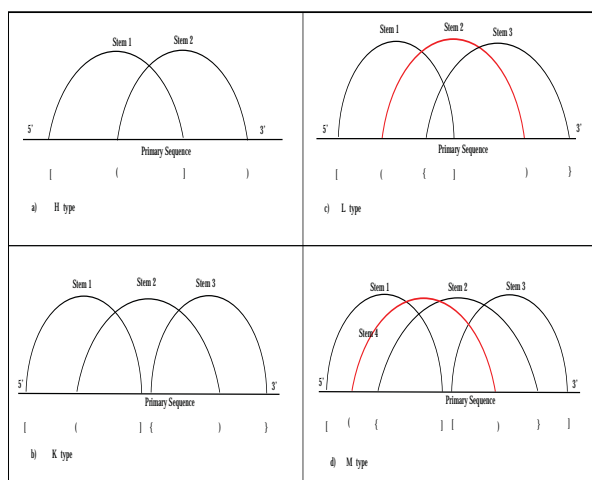 Stem 1 Stem 2
5' 3'
Primary Sequence
[ ( ] )
a) H type
Stem 1 Stem 2 Stem 3
5' 3'
Primary Sequence
[ ( { ] ) }
c) L type
Stem 1 Stem 2 Stem 3
5' 3'
Primary Sequence
[ ( ] { ) }
b) K type
Stem 1 Stem 2 Stem 3
Stem 4
5' 3'
Primary Sequence
[ ( { ] [ ) } ]
d) M type